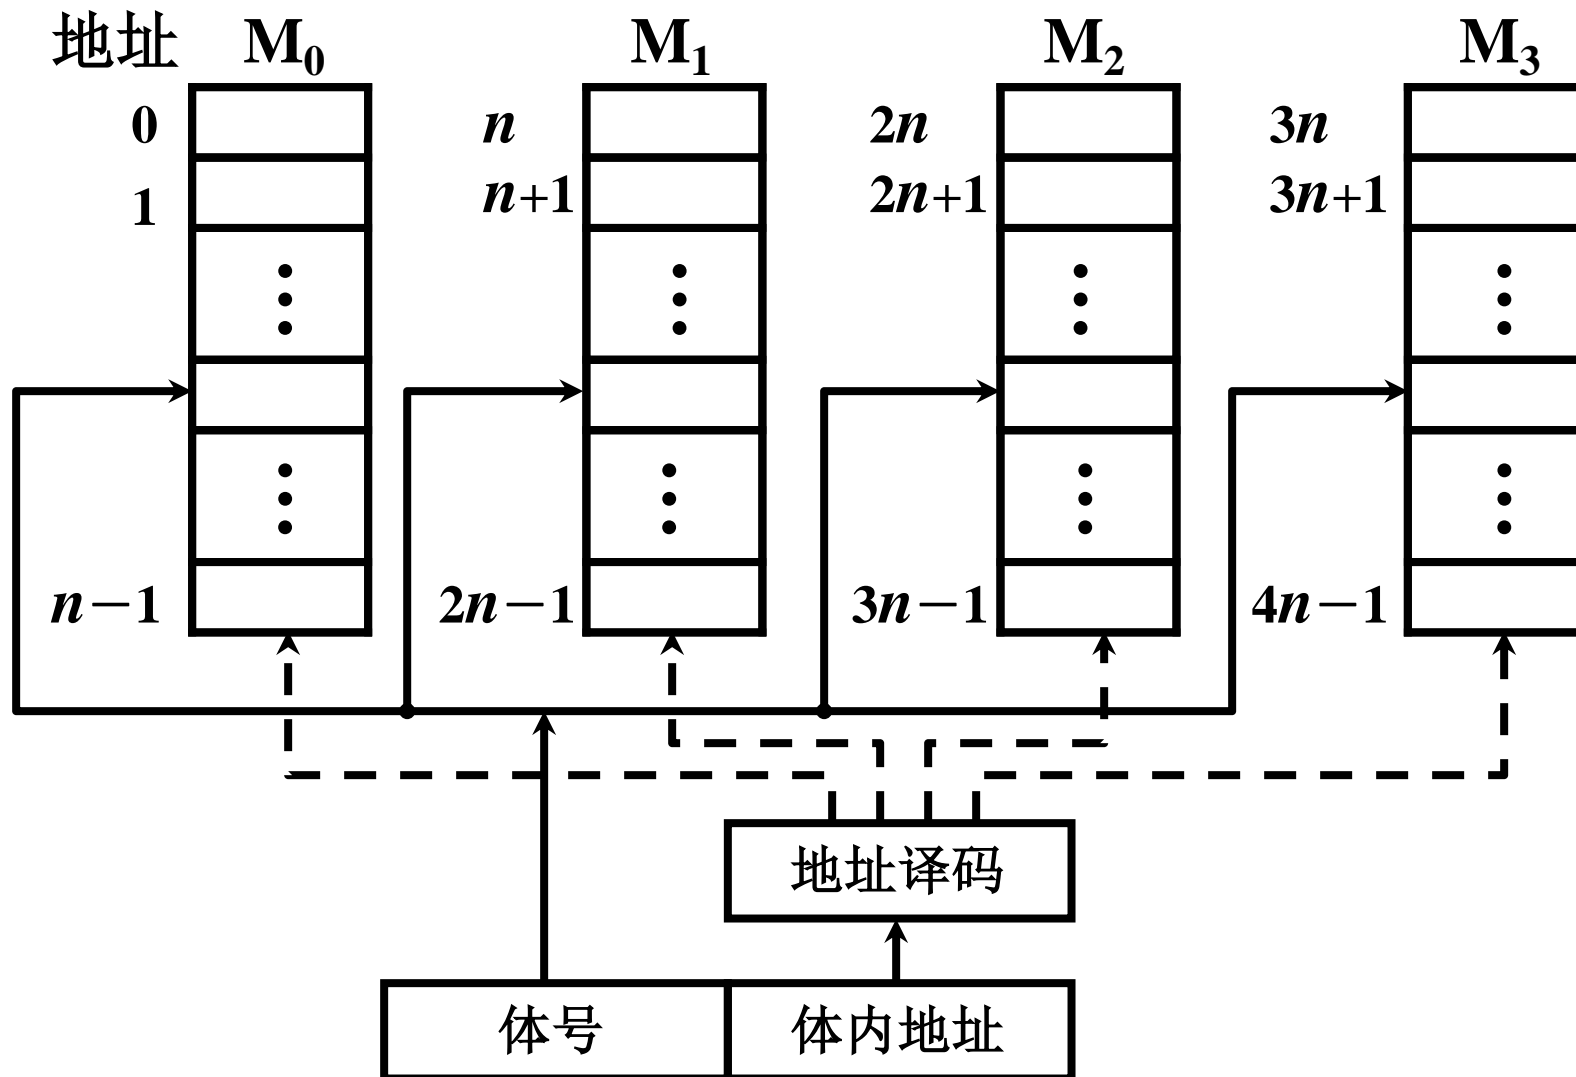 地址 M₀ M₁ M₂ M₃
0 n 2n 3n
1 n+1 2n+1 3n+1
n−1 2n−1 3n−1 4n−1
地址译码
体号 体内地址